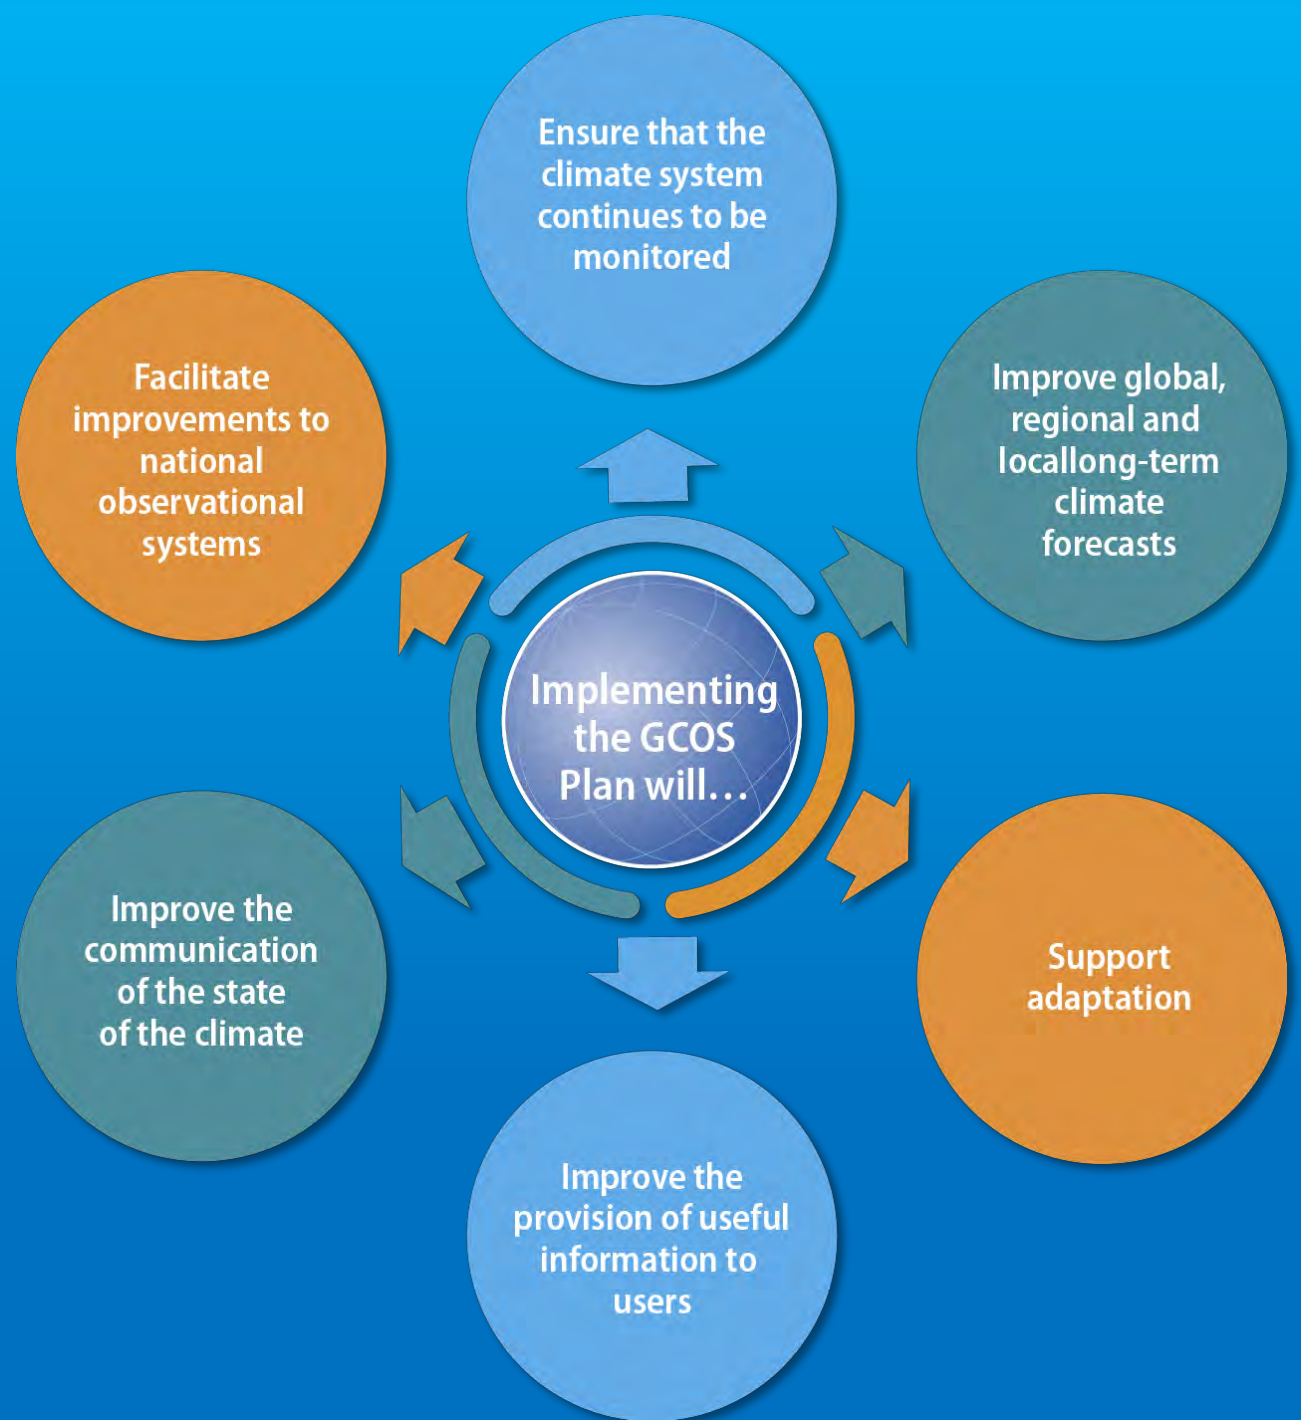 Ensure that the
climate system
continues to be
monitored
Facilitate
improvements to
national
observational
systems
Improve global,
regional and
locallong-term
climate
forecasts
Implementing
the GCOS
Plan will...
Improve the
communication
of the state
of the climate
Support
adaptation
Improve the
provision of useful
information to
users